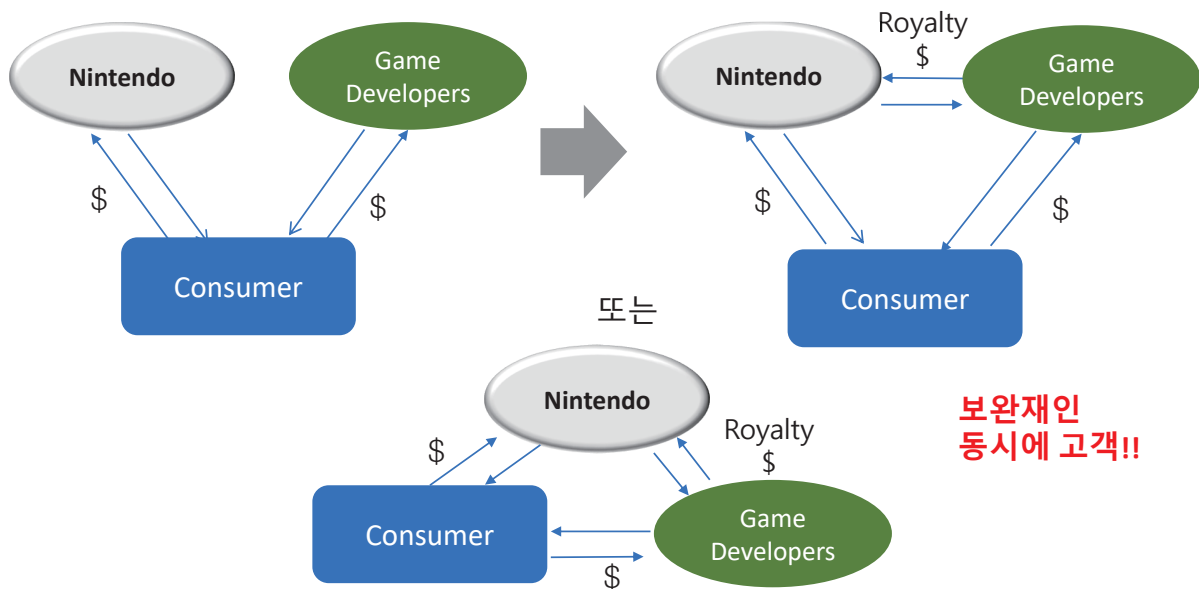 Nintendo
Game
Developers
$
$
Consumer
Royalty
$
Nintendo
Game
Developers
$
$
Consumer
또는
Nintendo
보완재인
동시에 고객!!
Royalty
$
$
Consumer
Game
Developers
$